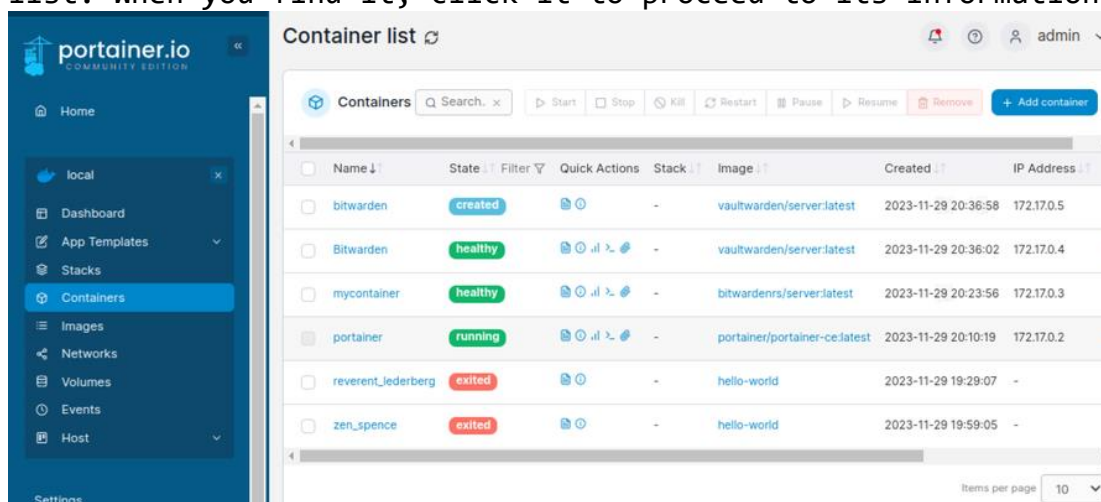 list. When you find it, click it to proceed to its information
portainer.io
COMMUNITY EDITION
Home
local
Dashboard
App Templates
Stacks
Containers
Images
Networks
Volumes
Events
Host
Settings
Container list
admin
Containers Search. Start Stop Kill Restart Pause Resume Remove + Add container
Name State Filter Quick Actions Stack Image Created IP Address
bitwarden created - vaultwarden/server:latest 2023-11-29 20:36:58 172.17.0.5
Bitwarden healthy - vaultwarden/server:latest 2023-11-29 20:36:02 172.17.0.4
mycontainer healthy - bitwardenrs/server:latest 2023-11-29 20:23:56 172.17.0.3
portainer running - portainer/portainer-ce:latest 2023-11-29 20:10:19 172.17.0.2
reverent_lederberg exited - hello-world 2023-11-29 19:29:07 -
zen_spence exited - hello-world 2023-11-29 19:59:05 -
Items per page 10